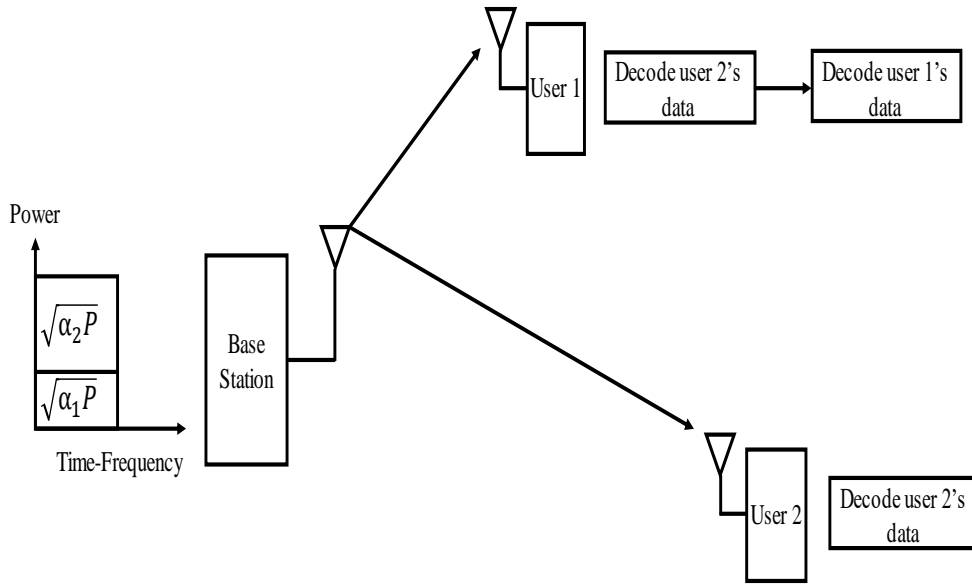 User 1
Decode user 2's
data
Decode user 1's
data
Power
√α₂P
√α₁P
Time-Frequency
Base
Station
User 2
Decode user 2's
data